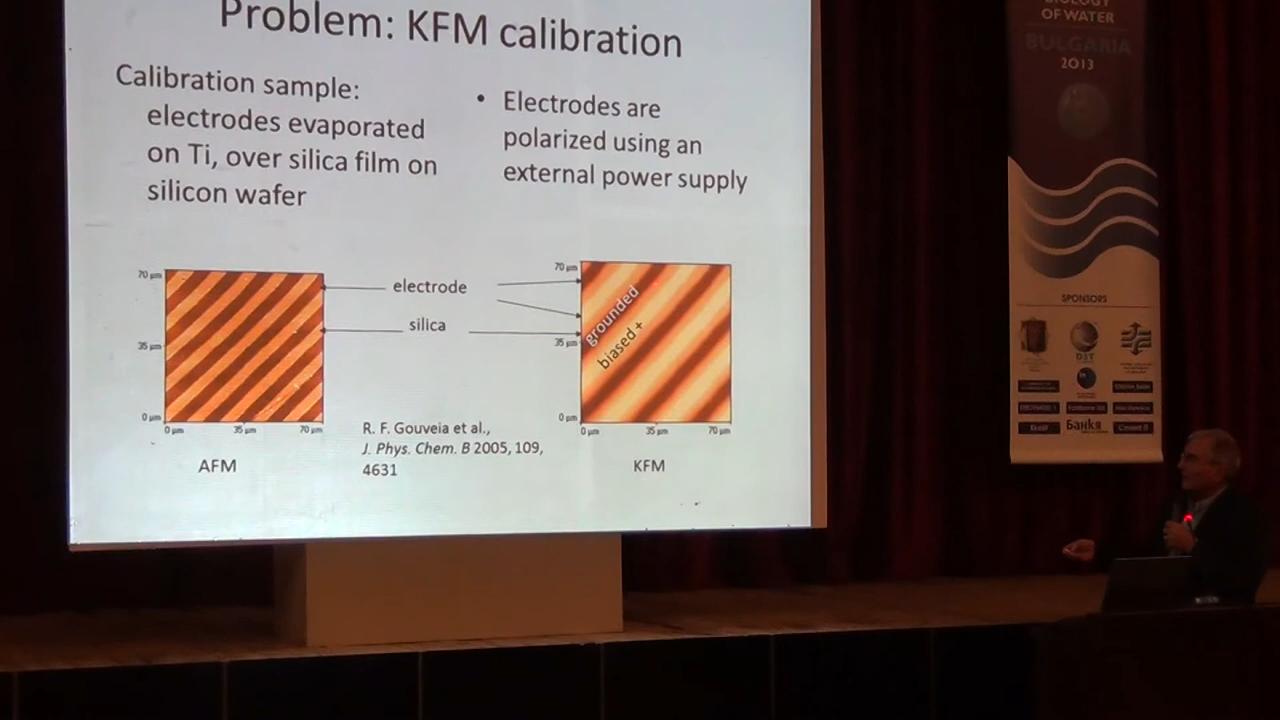 Problem: KFM calibration
Calibration sample:
electrodes evaporated
on Ti, over silica film on
silicon wafer
• Electrodes are
polarized using an
external power supply
70 µm
35 µm
0 µm
0 µm
35 µm
70 µm
AFM
electrode
silica
R. F. Gouveia et al.,
J. Phys. Chem. B 2005, 109,
4631
70 µm
35 µm
0 µm
0 µm
35 µm
70 µm
grounded
biased +
KFM
BIOLOGY
OF WATER
BULGARIA
2013
SPONSORS
Банкя